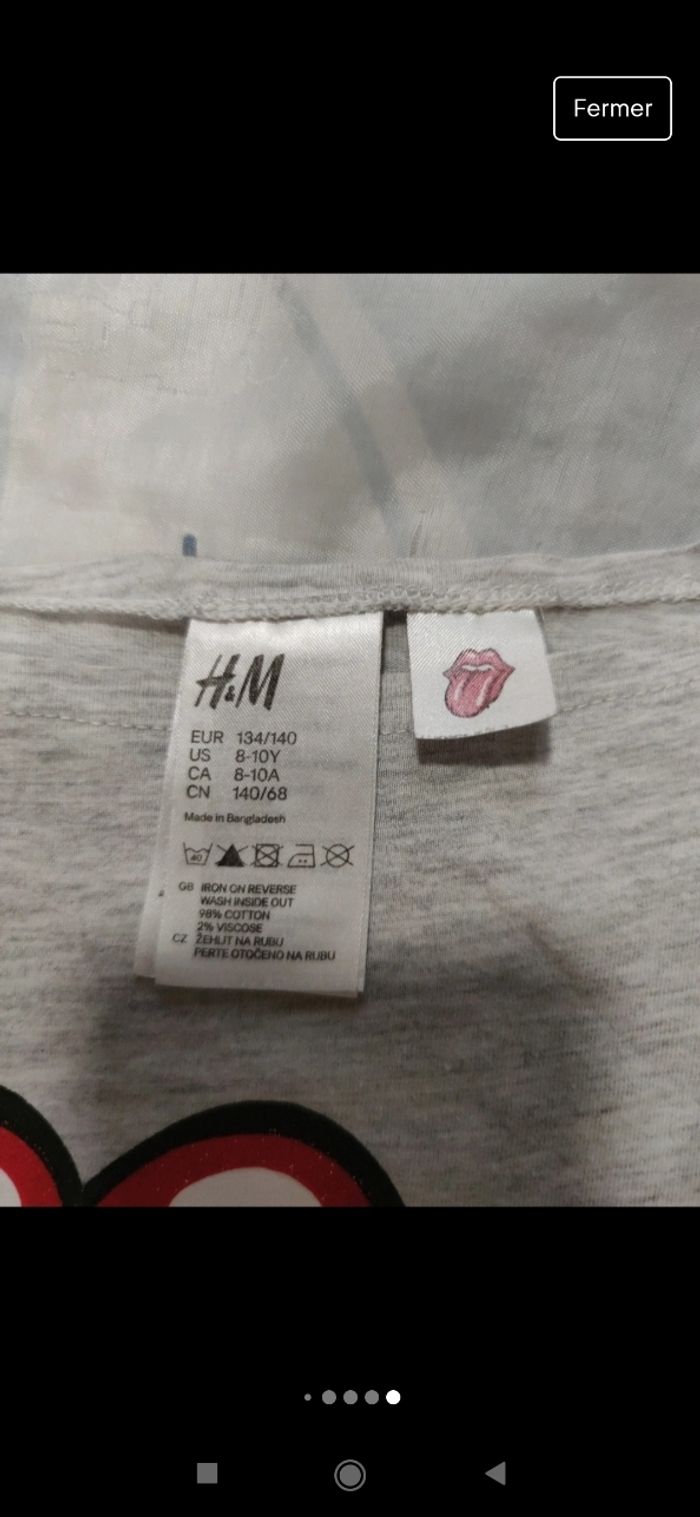 Fermer
H&M
EUR 134/140
US 8-10Y
CA 8-10A
CN 140/68
Made in Bangladesh
40
GB IRON ON REVERSE
WASH INSIDE OUT
98% COTTON
2% VISCOSE
CZ ŽEHLIT NA RUBU
PERTE OTOČENO NA RUBU